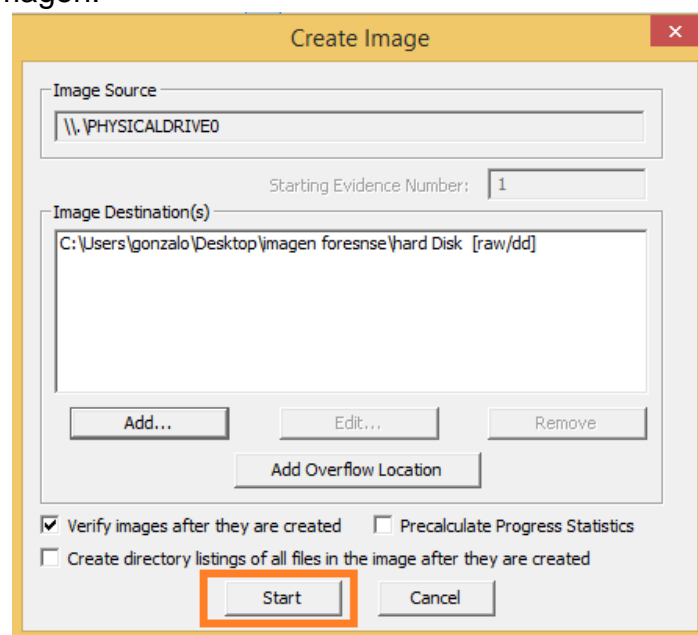 Create Image
Image Source
\\.\PHYSICALDRIVE0
Starting Evidence Number: 1
Image Destination(s)
C:\Users\gonzalo\Desktop\imagen foresnse\hard Disk [raw/dd]
Add... Edit... Remove
Add Overflow Location
Verify images after they are created Precalculate Progress Statistics
Create directory listings of all files in the image after they are created
Start Cancel